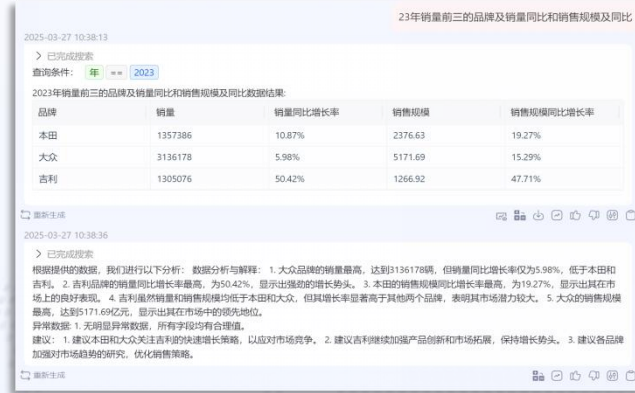 23年销量前三的品牌及销量同比和销售规模及同比
2025-03-27 10:38:13
> 已完成搜索
查询条件： 年 == 2023
2023年销量前三的品牌及销量同比和销售规模及同比数据结果:
品牌 销量 销量同比增长率 销售规模 销售规模同比增长率
本田 1357386 10.87% 2376.63 19.27%
大众 3136178 5.98% 5171.69 15.29%
吉利 1305076 50.42% 1266.92 47.71%
重新生成
2025-03-27 10:38:36
> 已完成搜索
根据提供的数据，我们进行以下分析： 数据分析与解释： 1. 大众品牌的销量最高，达到3136178辆，但销量同比增长率仅为5.98%，低于本田和
吉利。 2. 吉利品牌的销量同比增长率最高，为50.42%，显示出强劲的增长势头。 3. 本田的销售规模同比增长率最高，为19.27%，显示出其在市
场上的良好表现。 4. 吉利虽然销量和销售规模均低于本田和大众，但其增长率显著高于其他两个品牌，表明其市场潜力较大。 5. 大众的销售规模
最高，达到5171.69亿元，显示出其在市场中的领先地位。
异常数据: 1. 无明显异常数据，所有字段均有合理值。
建议： 1. 建议本田和大众关注吉利的快速增长策略，以应对市场竞争。 2. 建议吉利继续加强产品创新和市场拓展，保持增长势头。 3. 建议各品牌
加强对市场趋势的研究，优化销售策略。
重新生成